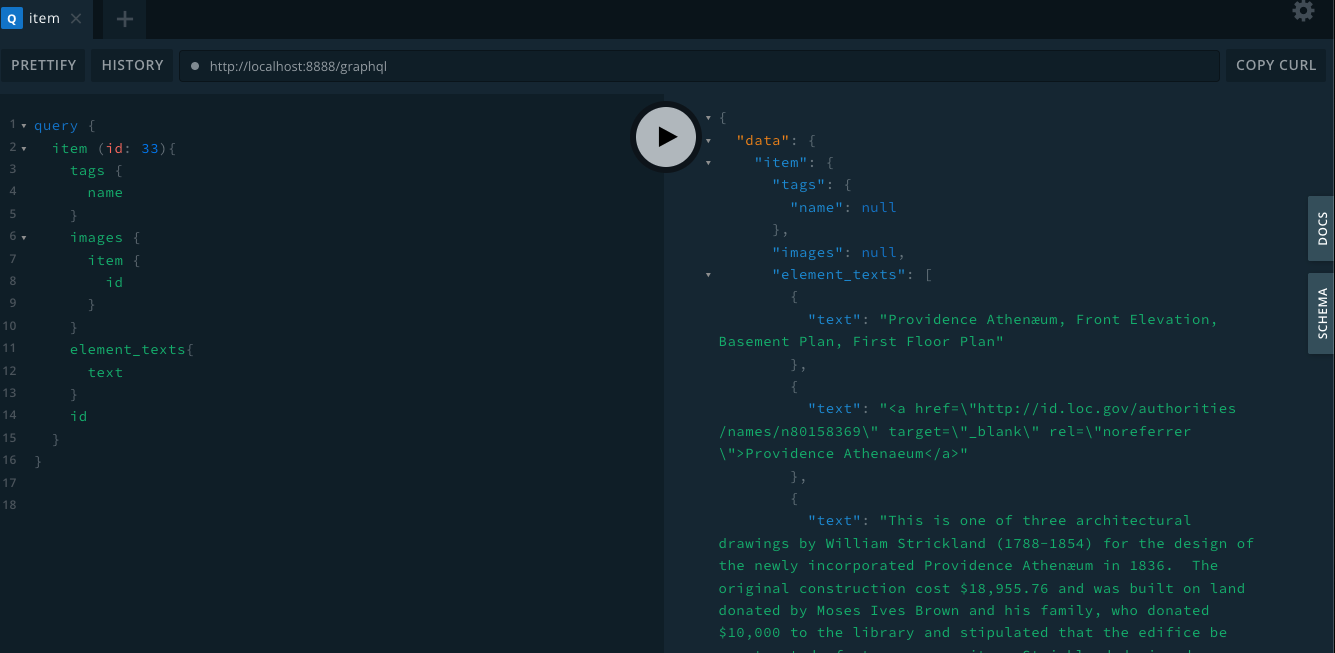 Q item ×
PRETTIFY HISTORY http://localhost:8888/graphql COPY CURL
1 query {
2 item (id: 33){
3 tags {
4 name
5 }
6 images {
7 item {
8 id
9 }
10 }
11 element_texts{
12 text
13 }
14 id
15 }
16 }
17
18
{
"data": {
"item": {
"tags": {
"name": null
},
"images": null,
"element_texts": [
{
"text": "Providence Athenæum, Front Elevation,
Basement Plan, First Floor Plan"
},
{
"text": "<a href=\"http://id.loc.gov/authorities
/names/n80158369\" target=\"_blank\" rel=\"noreferrer
\">Providence Athenaeum</a>"
},
{
"text": "This is one of three architectural
drawings by William Strickland (1788-1854) for the design of
the newly incorporated Providence Athenæum in 1836.  The
original construction cost $18,955.76 and was built on land
donated by Moses Ives Brown and his family, who donated
$10,000 to the library and stipulated that the edifice be
DOCS
SCHEMA